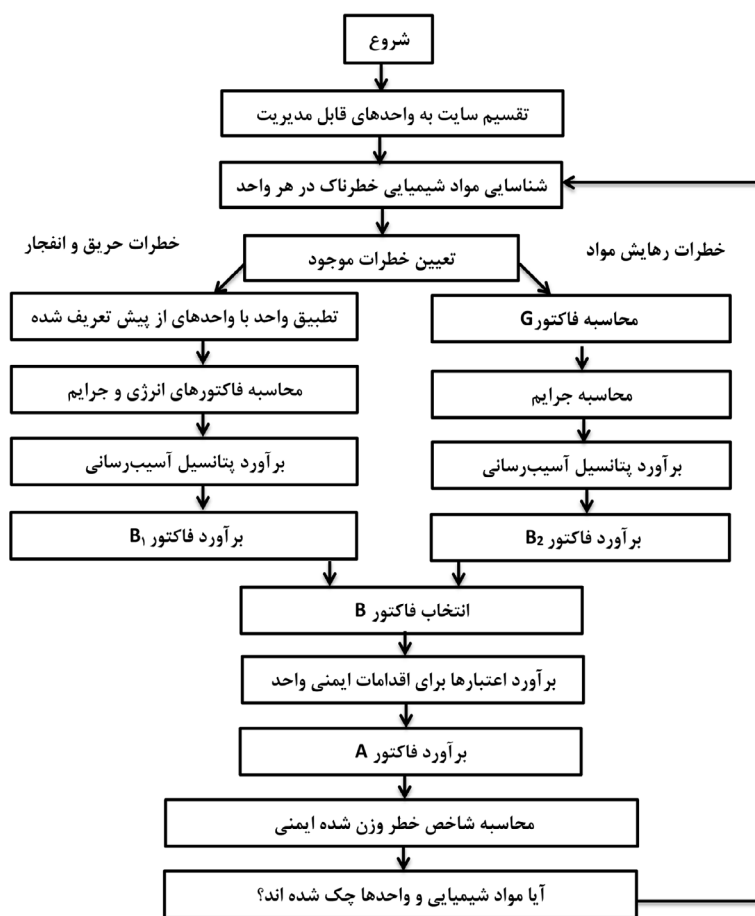 شروع
تقسیم سایت به واحدهای قابل مدیریت
شناسایی مواد شیمیایی خطرناک در هر واحد
خطرات رهایش مواد
خطرات حریق و انفجار
تعیین خطرات موجود
محاسبه فاکتورG
تطبیق واحد با واحدهای از پیش تعریف شده
محاسبه جرایم
محاسبه فاکتورهای انرژی و جرایم
برآورد پتانسیل آسیب‌رسانی
برآورد پتانسیل آسیب‌رسانی
برآورد فاکتور B₂
برآورد فاکتور B۱
انتخاب فاکتور B
برآورد اعتبارها برای اقدامات ایمنی واحد
برآورد فاکتور A
محاسبه شاخص خطر وزن شده ایمنی
آیا مواد شیمیایی و واحدها چک شده اند؟